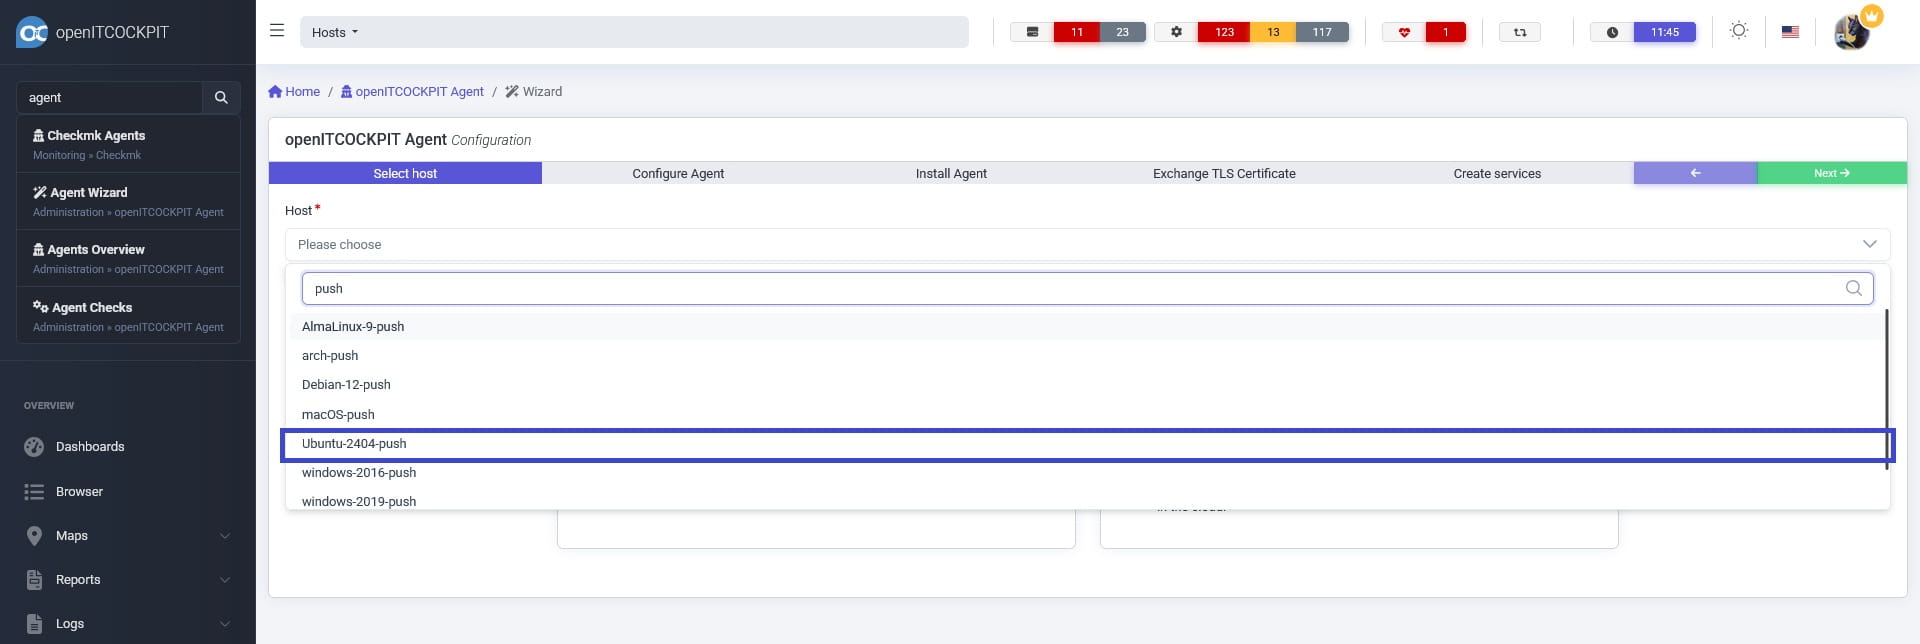 openITCOCKPIT
Hosts
11 23
123 13 117
1
11:45
agent
Checkmk Agents
Monitoring » Checkmk
Agent Wizard
Administration » openITCOCKPIT Agent
Agents Overview
Administration » openITCOCKPIT Agent
Agent Checks
Administration » openITCOCKPIT Agent
OVERVIEW
Dashboards
Browser
Maps
Reports
Logs
Home / openITCOCKPIT Agent / Wizard
openITCOCKPIT Agent Configuration
Select host Configure Agent Install Agent Exchange TLS Certificate Create services Next
Host *
Please choose
push
AlmaLinux-9-push
arch-push
Debian-12-push
macOS-push
Ubuntu-2404-push
windows-2016-push
windows-2019-push